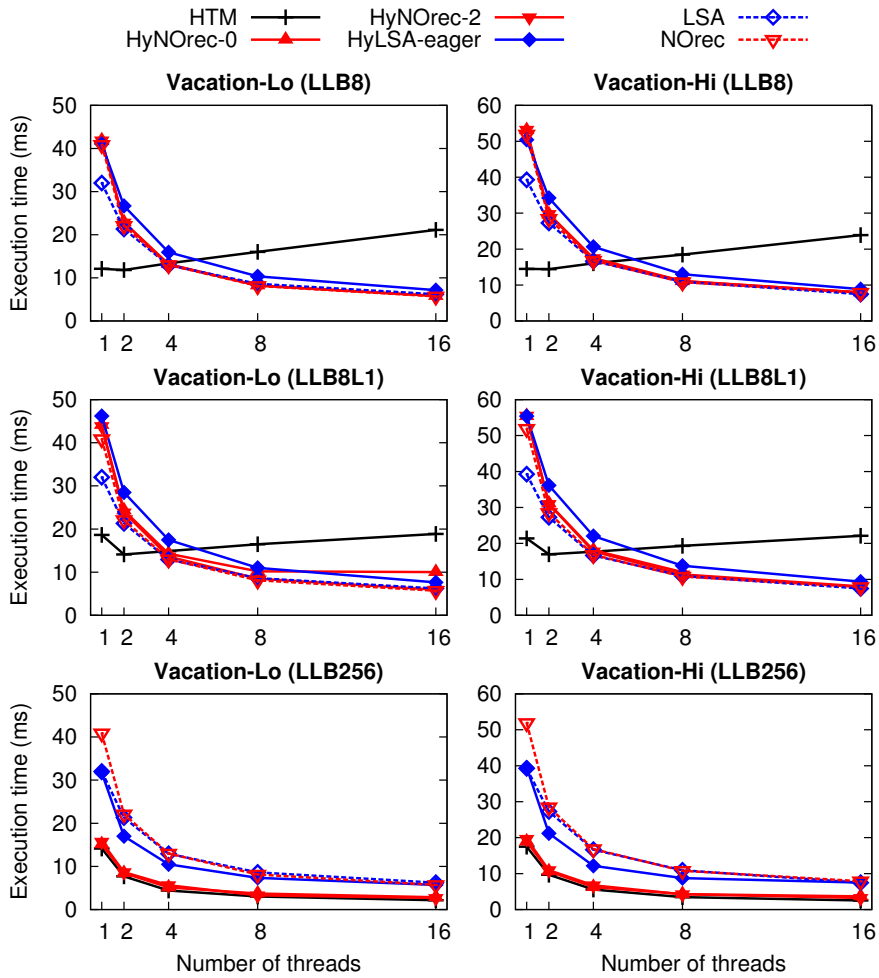 HTM HyNOrec-2 LSA
HyNOrec-0 HyLSA-eager NOrec
Vacation-Lo (LLB8) Vacation-Hi (LLB8)
Execution time (ms)
50
40
30
20
10
0
1 2 4 8 16
60
50
40
30
20
10
0
1 2 4 8 16
Vacation-Lo (LLB8L1) Vacation-Hi (LLB8L1)
Execution time (ms)
50
40
30
20
10
0
1 2 4 8 16
60
50
40
30
20
10
0
1 2 4 8 16
Vacation-Lo (LLB256) Vacation-Hi (LLB256)
Execution time (ms)
50
40
30
20
10
0
1 2 4 8 16
60
50
40
30
20
10
0
1 2 4 8 16
Number of threads Number of threads